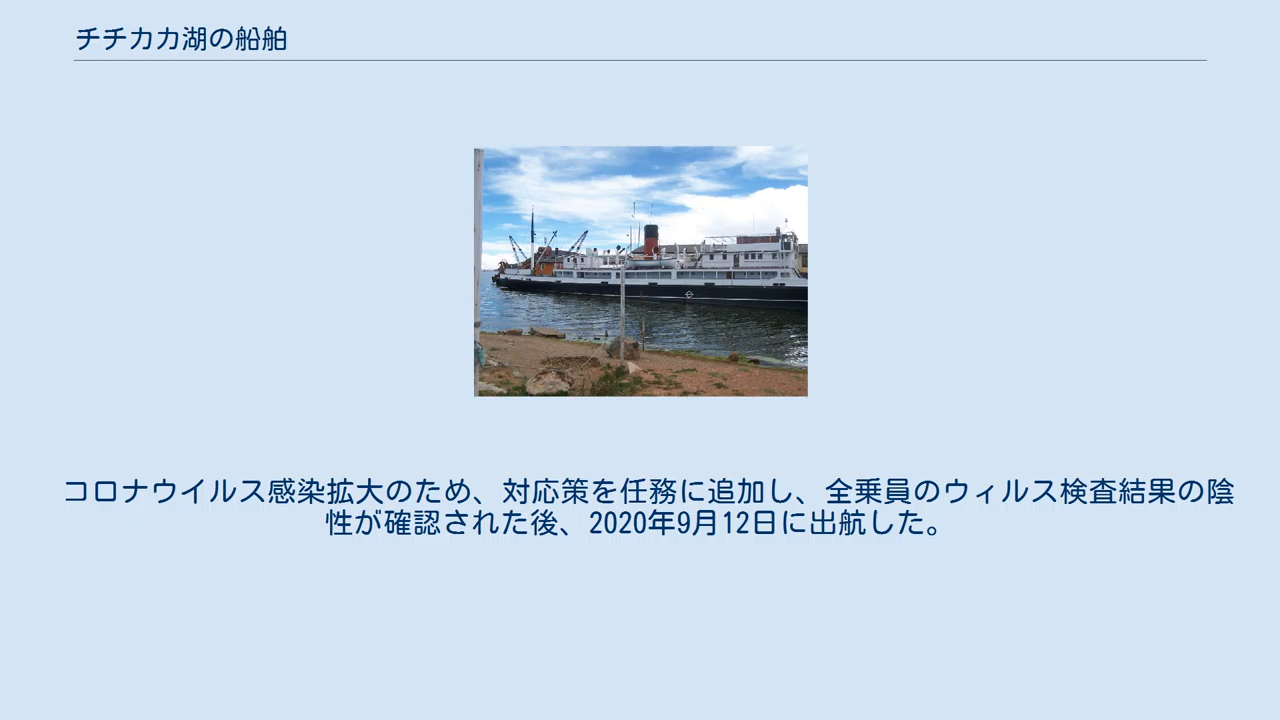 チチカカ湖の船舶
コロナウイルス感染拡大のため、対応策を任務に追加し、全乗員のウィルス検査結果の陰
性が確認された後、2020年9月12日に出航した。